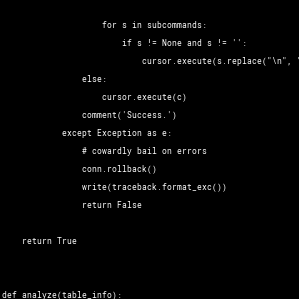 for s in subcommands:
if s != None and s != '':
cursor.execute(s.replace("\n", '
else:
cursor.execute(c)
comment('Success.')
except Exception as e:
# cowardly bail on errors
conn.rollback()
write(traceback.format_exc())
return False
return True
def analyze(table_info):